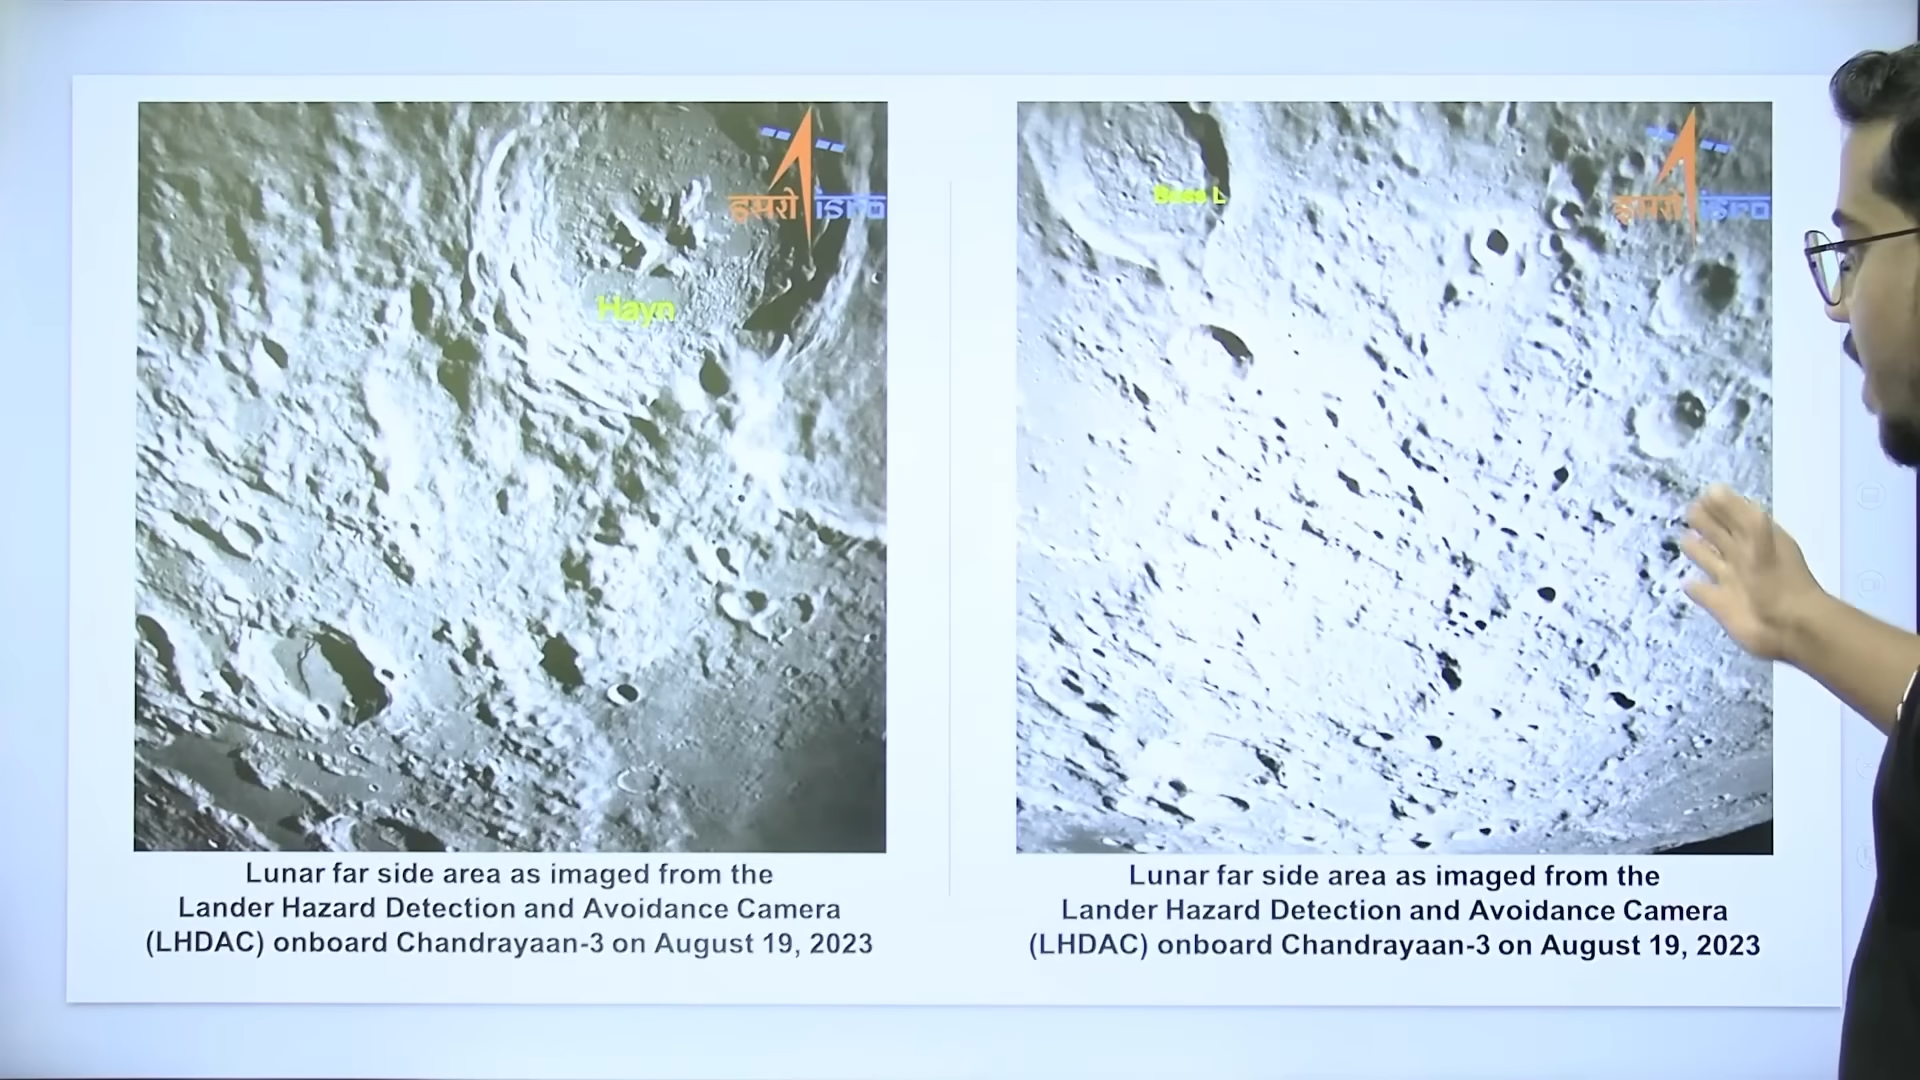 इसरो isro
Hayn
Lunar far side area as imaged from the
Lander Hazard Detection and Avoidance Camera
(LHDAC) onboard Chandrayaan-3 on August 19, 2023
इसरो isro
Boss L
Lunar far side area as imaged from the
Lander Hazard Detection and Avoidance Camera
(LHDAC) onboard Chandrayaan-3 on August 19, 2023